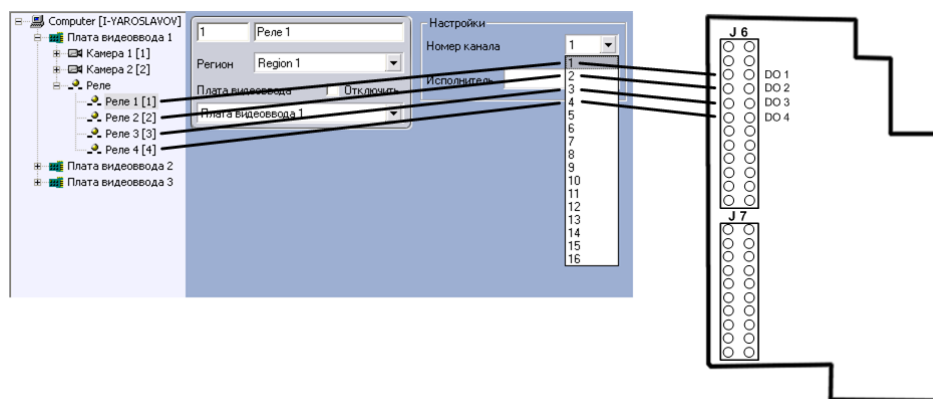 Computer [I-YAROSLAVOV]
Плата видеоввода 1
Камера 1 [1]
Камера 2 [2]
Реле
Реле 1 [1]
Реле 2 [2]
Реле 3 [3]
Реле 4 [4]
Плата видеоввода 2
Плата видеоввода 3
1 Реле 1
Регион Region 1
Плата видеоввода Отключить
Плата видеоввода 1
Настройки
Номер канала 1
Исполнитель
1
2
3
4
5
6
7
8
9
10
11
12
13
14
15
16
J 6
DO 1
DO 2
DO 3
DO 4
J 7